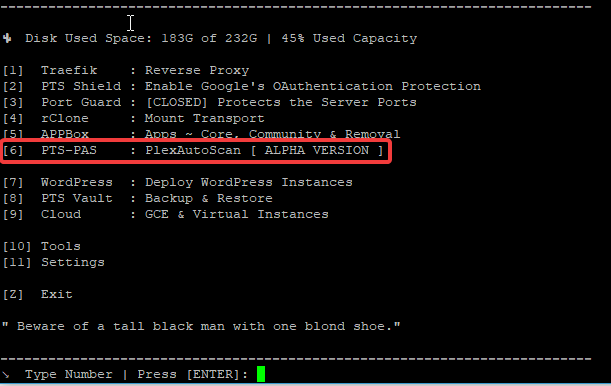 Disk Used Space: 183G of 232G | 45% Used Capacity
[1] Traefik : Reverse Proxy
[2] PTS Shield : Enable Google's OAuthentication Protection
[3] Port Guard : [CLOSED] Protects the Server Ports
[4] rClone : Mount Transport
[5] APPBox : Apps ~ Core, Community & Removal
[6] PTS-PAS : PlexAutoScan [ ALPHA VERSION ]
[7] WordPress : Deploy WordPress Instances
[8] PTS Vault : Backup & Restore
[9] Cloud : GCE & Virtual Instances
[10] Tools
[11] Settings
[Z] Exit
" Beware of a tall black man with one blond shoe."
↘ Type Number | Press [ENTER]: